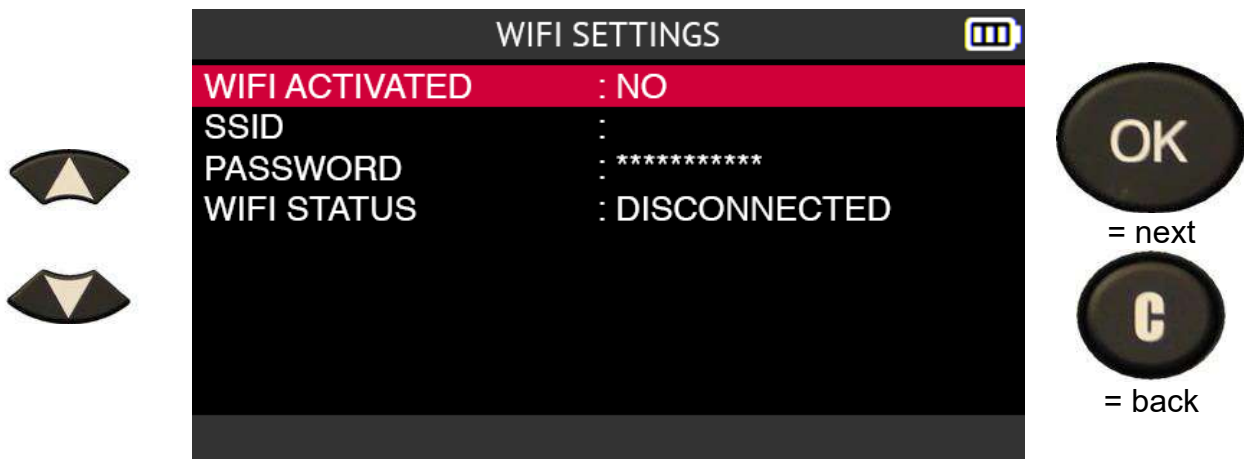 WIFI SETTINGS
WIFI ACTIVATED : NO
SSID :
PASSWORD : ***********
WIFI STATUS : DISCONNECTED
OK
= next
C
= back